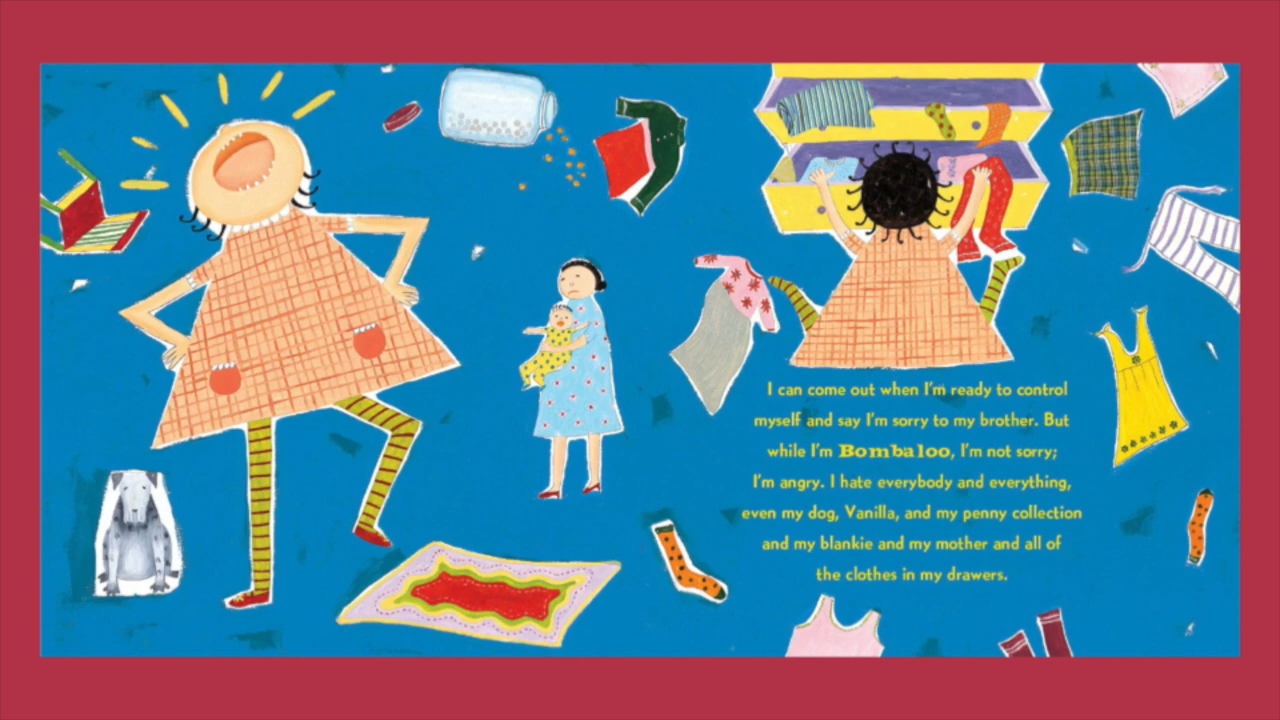 I can come out when I'm ready to control
myself and say I'm sorry to my brother. But
while I'm Bombaloo, I'm not sorry;
I'm angry. I hate everybody and everything,
even my dog, Vanilla, and my penny collection
and my blankie and my mother and all of
the clothes in my drawers.